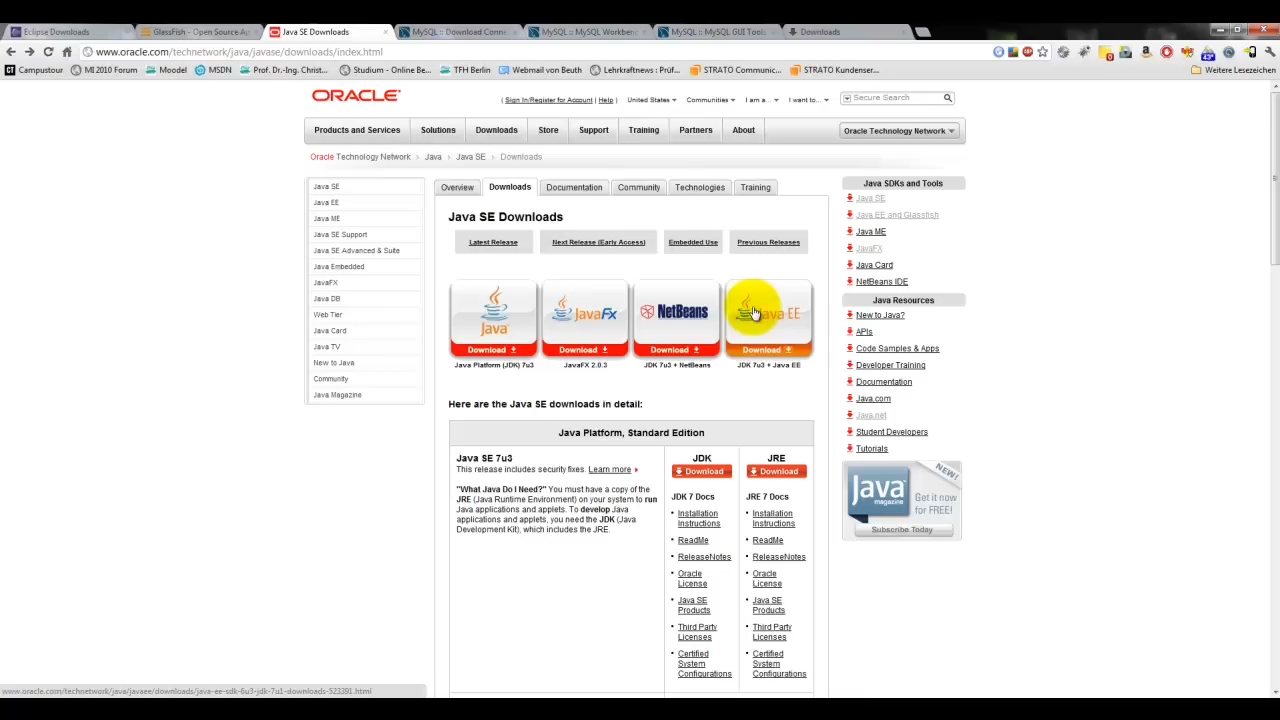 Eclipse Downloads
GlassFish - Open Source Ap
Java SE Downloads
MySQL :: Download Conne
MySQL :: MySQL Workben
MySQL :: MySQL GUI Tools
Downloads
www.oracle.com/technetwork/java/javase/downloads/index.html
Campustour
MI 2010 Forum
Moodel
MSDN
Prof. Dr.-Ing. Christ...
Studium - Online Be...
TFH Berlin
Webmail von Beuth
Lehrkraftnews : Prüf...
STRATO Communic...
STRATO Kundenser...
Weitere Lesezeichen
ORACLE
( Sign In/Register for Account | Help )
United States
Communities
I am a...
I want to...
Secure Search
Products and Services
Solutions
Downloads
Store
Support
Training
Partners
About
Oracle Technology Network
Oracle Technology Network > Java > Java SE > Downloads
Java SE
Java EE
Java ME
Java SE Support
Java SE Advanced & Suite
Java Embedded
JavaFX
Java DB
Web Tier
Java Card
Java TV
New to Java
Community
Java Magazine
Overview
Downloads
Documentation
Community
Technologies
Training
Java SE Downloads
Latest Release
Next Release (Early Access)
Embedded Use
Previous Releases
Java
JavaFX
NetBeans
Java EE
Download
Download
Download
Download
Java Platform (JDK) 7u3
JavaFX 2.0.3
JDK 7u3 + NetBeans
JDK 7u3 + Java EE
Here are the Java SE downloads in detail:
Java Platform, Standard Edition
Java SE 7u3
This release includes security fixes. Learn more
"What Java Do I Need?" You must have a copy of the
JRE (Java Runtime Environment) on your system to run
Java applications and applets. To develop Java
applications and applets, you need the JDK (Java
Development Kit), which includes the JRE.
JDK
Download
JDK 7 Docs
Installation
Instructions
ReadMe
ReleaseNotes
Oracle
License
Java SE
Products
Third Party
Licenses
Certified
System
Configurations
JRE
Download
JRE 7 Docs
Installation
Instructions
ReadMe
ReleaseNotes
Oracle
License
Java SE
Products
Third Party
Licenses
Certified
System
Configurations
Java SDKs and Tools
Java SE
Java EE and Glassfish
Java ME
JavaFX
Java Card
NetBeans IDE
Java Resources
New to Java?
APIs
Code Samples & Apps
Developer Training
Documentation
Java.com
Java.net
Student Developers
Tutorials
NEW!
Java
magazine
Get it now
for FREE!
Subscribe Today
www.oracle.com/technetwork/java/javaee/downloads/java-ee-sdk-6u3-jdk-7u1-downloads-523391.html